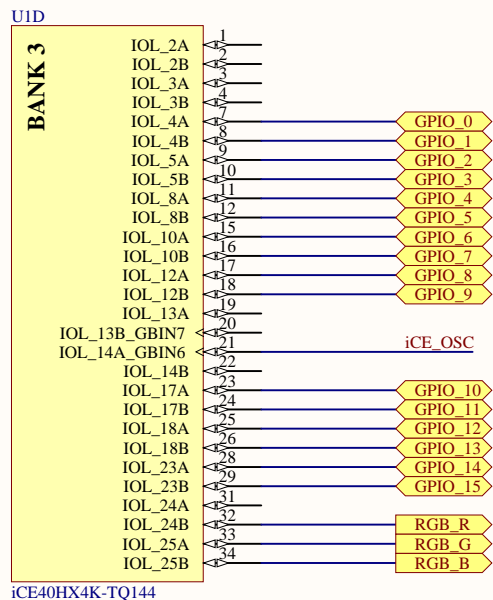 U1D
BANK 3
IOL_2A 1
IOL_2B 2
IOL_3A 3
IOL_3B 4
IOL_4A 7 GPIO_0
IOL_4B 8 GPIO_1
IOL_5A 9 GPIO_2
IOL_5B 10 GPIO_3
IOL_8A 11 GPIO_4
IOL_8B 12 GPIO_5
IOL_10A 15 GPIO_6
IOL_10B 16 GPIO_7
IOL_12A 17 GPIO_8
IOL_12B 18 GPIO_9
IOL_13A 19
IOL_13B_GBIN7 20
IOL_14A_GBIN6 21 iCE_OSC
IOL_14B 22
IOL_17A 23 GPIO_10
IOL_17B 24 GPIO_11
IOL_18A 25 GPIO_12
IOL_18B 26 GPIO_13
IOL_23A 28 GPIO_14
IOL_23B 29 GPIO_15
IOL_24A 31
IOL_24B 32 RGB_R
IOL_25A 33 RGB_G
IOL_25B 34 RGB_B
iCE40HX4K-TQ144